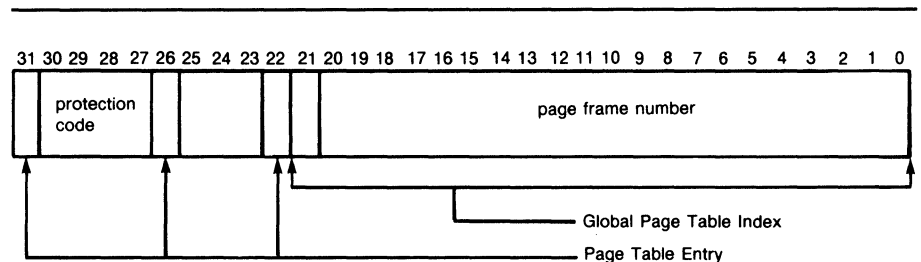 31 30 29 28 27 26 25 24 23 22 21 20 19 18 17 16 15 14 13 12 11 10 9 8 7 6 5 4 3 2 1 0
protection
code
page frame number
Global Page Table Index
Page Table Entry